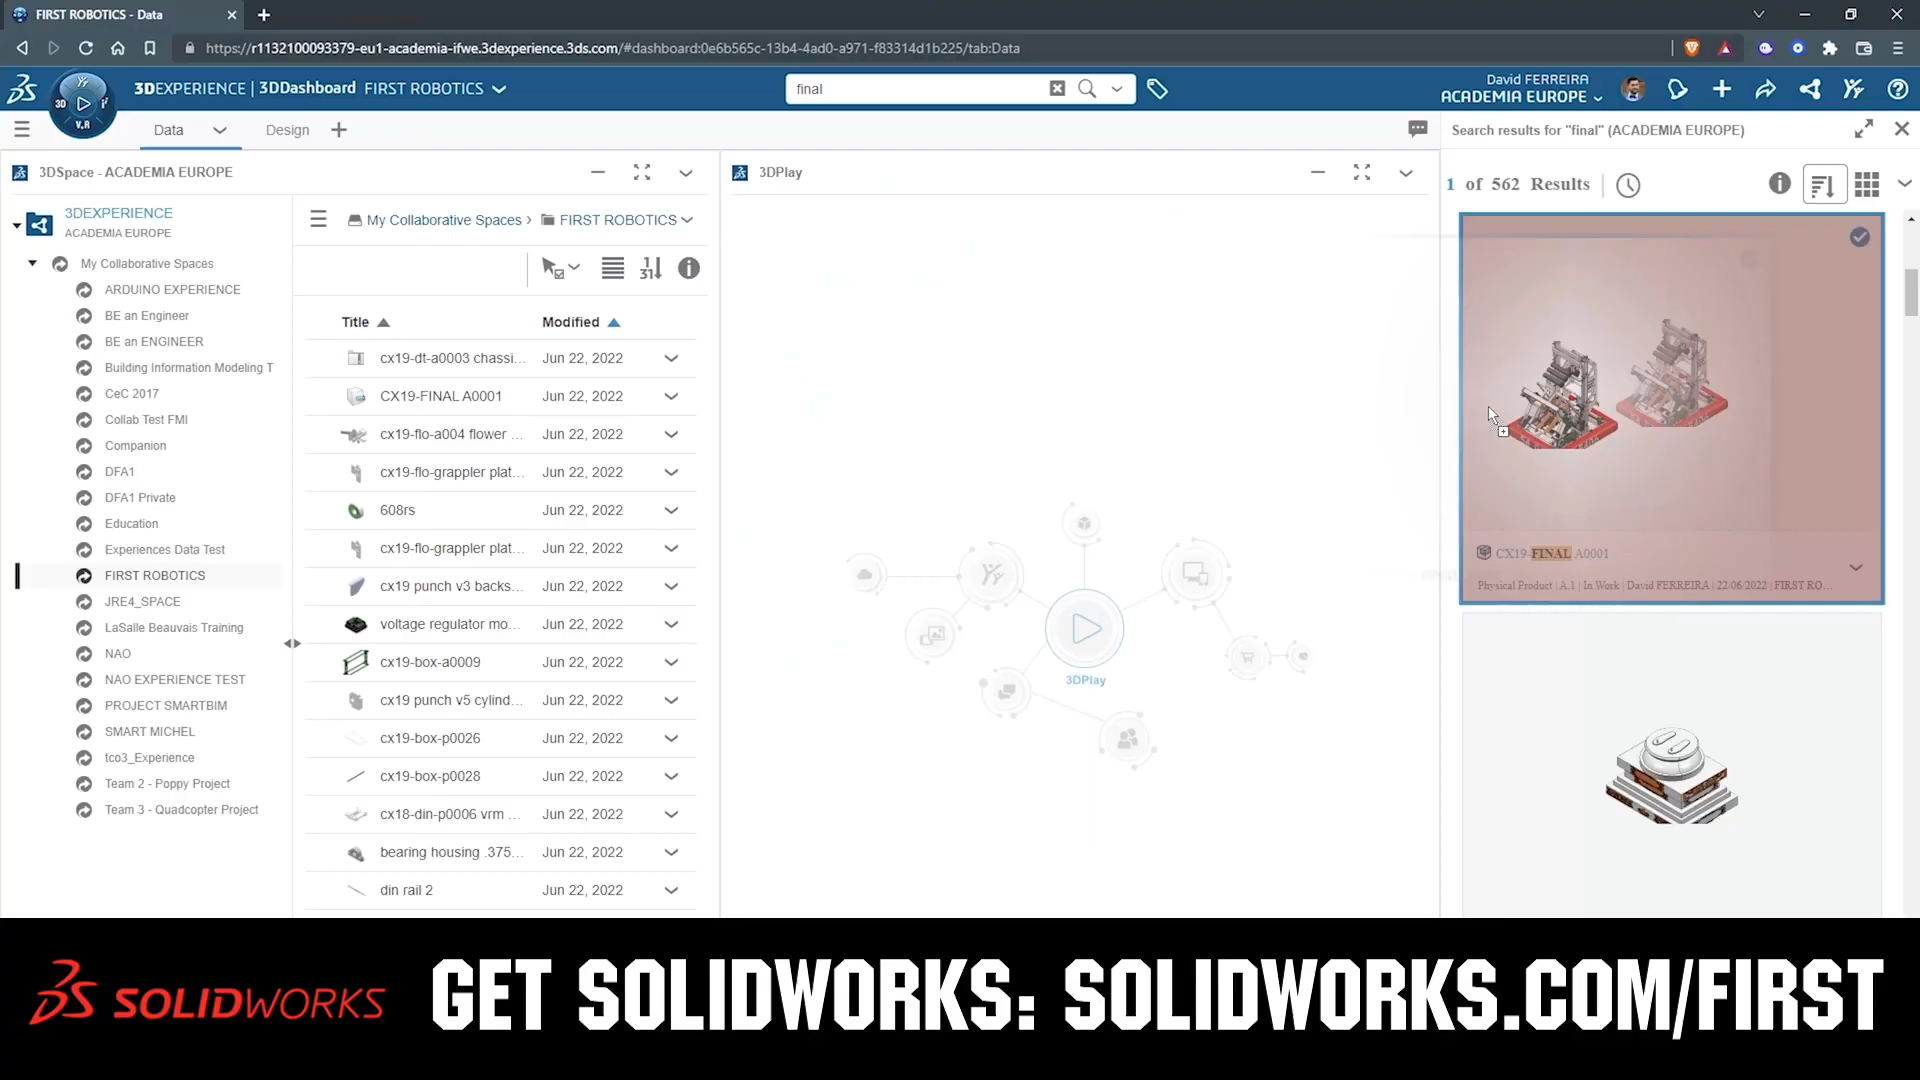 FIRST ROBOTICS - Data
https://r1132100093379-eu1-academia-ifwe.3dexperience.3ds.com/#dashboard:0e6b565c-13b4-4ad0-a971-f83314d1b225/tab:Data
3DEXPERIENCE | 3DDashboard FIRST ROBOTICS
final
David FERREIRA
ACADEMIA EUROPE
3D
V.R
Data
Design
Search results for "final" (ACADEMIA EUROPE)
3DSpace - ACADEMIA EUROPE
3DPlay
1 of 562 Results
3DEXPERIENCE
ACADEMIA EUROPE
My Collaborative Spaces
ARDUINO EXPERIENCE
BE an Engineer
BE an ENGINEER
Building Information Modeling T
CeC 2017
Collab Test FMI
Companion
DFA1
DFA1 Private
Education
Experiences Data Test
FIRST ROBOTICS
JRE4_SPACE
LaSalle Beauvais Training
NAO
NAO EXPERIENCE TEST
PROJECT SMARTBIM
SMART MICHEL
tco3_Experience
Team 2 - Poppy Project
Team 3 - Quadcopter Project
My Collaborative Spaces > FIRST ROBOTICS
Title Modified
cx19-dt-a0003 chassi... Jun 22, 2022
CX19-FINAL A0001 Jun 22, 2022
cx19-flo-a004 flower ... Jun 22, 2022
cx19-flo-grappler plat... Jun 22, 2022
608rs Jun 22, 2022
cx19-flo-grappler plat... Jun 22, 2022
cx19 punch v3 backs... Jun 22, 2022
voltage regulator mo... Jun 22, 2022
cx19-box-a0009 Jun 22, 2022
cx19 punch v5 cylind... Jun 22, 2022
cx19-box-p0026 Jun 22, 2022
cx19-box-p0028 Jun 22, 2022
cx18-din-p0006 vrm ... Jun 22, 2022
bearing housing .375... Jun 22, 2022
din rail 2 Jun 22, 2022
3DPlay
CX19-FINAL A0001
Physical Product | A.1 | In Work | David FERREIRA | 22/06/2022 | FIRST RO...
SOLIDWORKS GET SOLIDWORKS: SOLIDWORKS.COM/FIRST